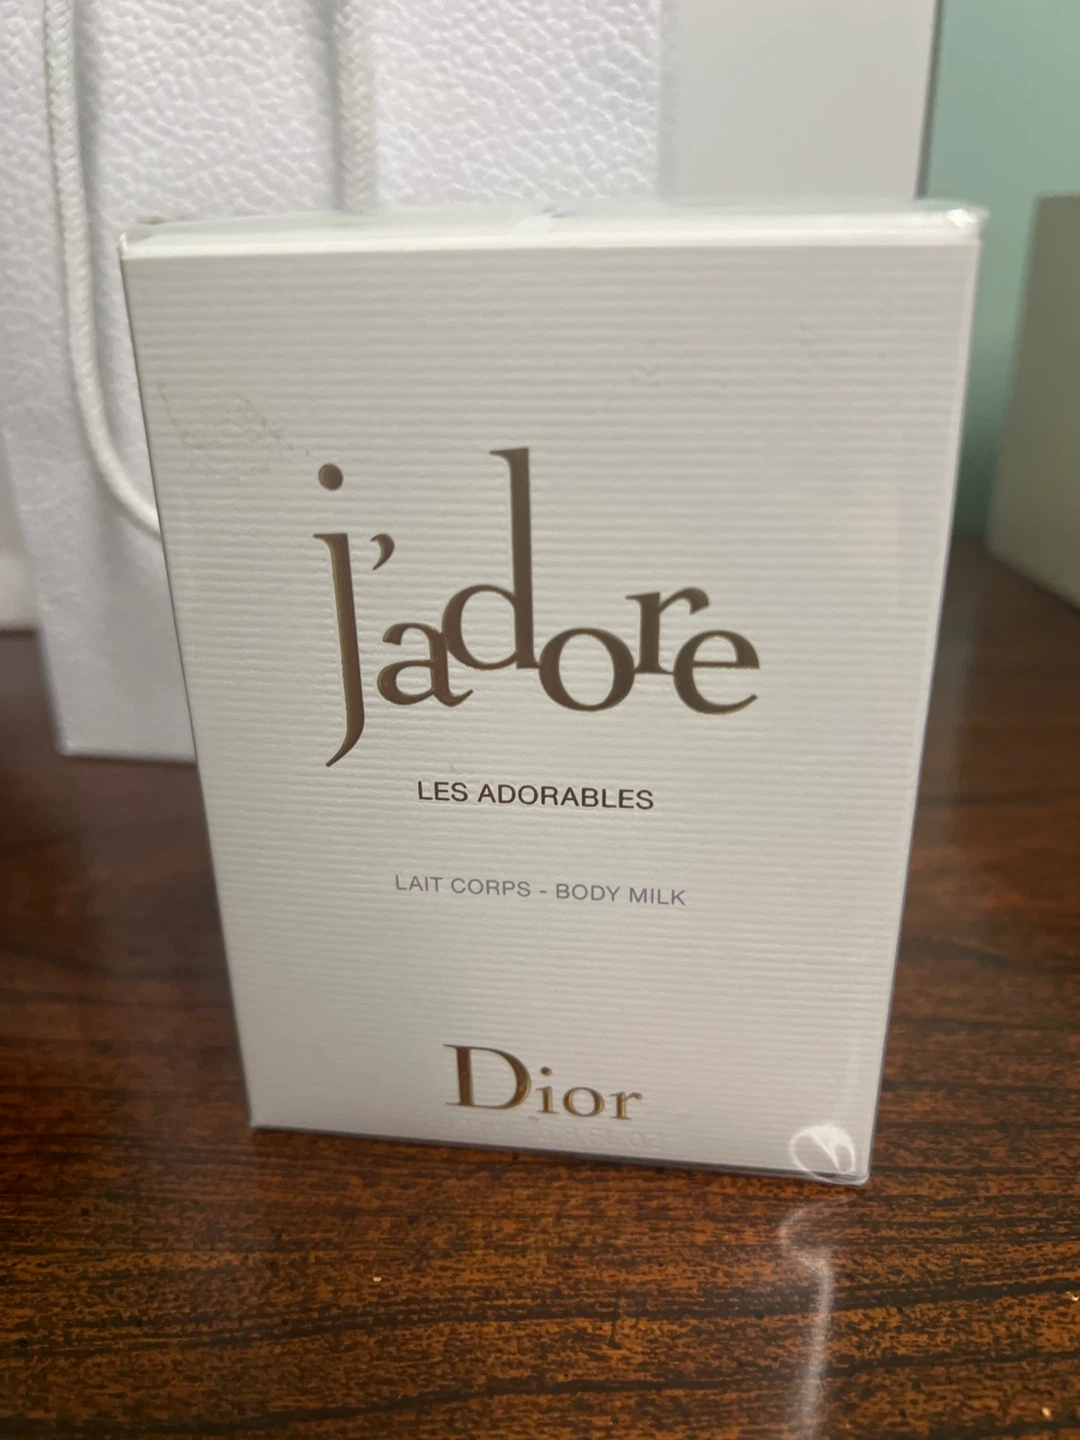 j'adore
LES ADORABLES
LAIT CORPS - BODY MILK
Dior